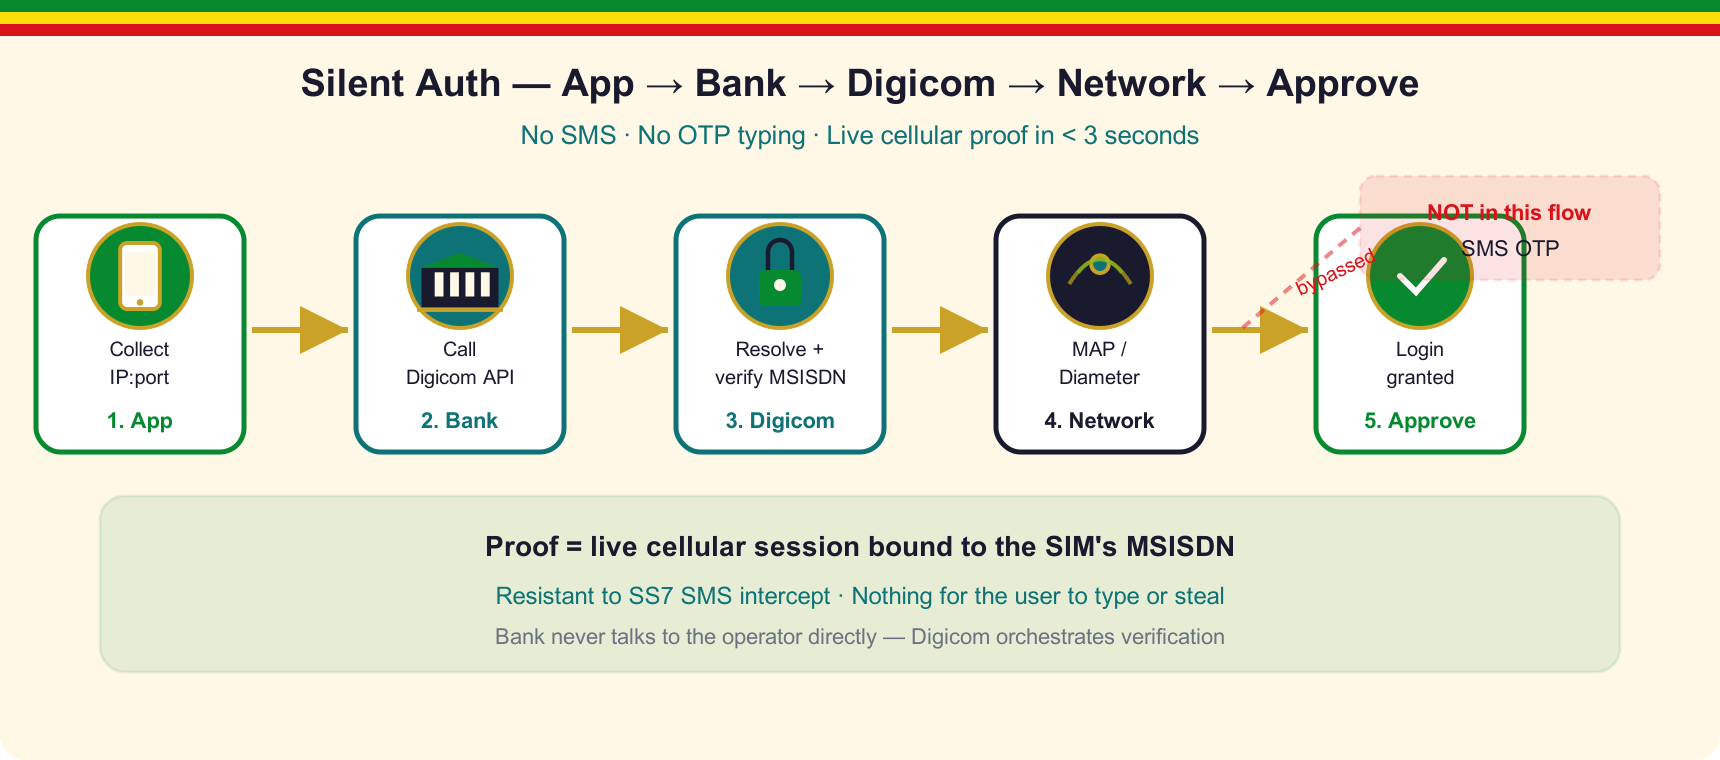 Silent Auth — App → Bank → Digicom → Network → Approve
No SMS · No OTP typing · Live cellular proof in < 3 seconds
NOT in this flow
SMS OTP
bypassed
Collect
IP:port
1. App
Call
Digicom API
2. Bank
Resolve +
verify MSISDN
3. Digicom
MAP /
Diameter
4. Network
Login
granted
5. Approve
Proof = live cellular session bound to the SIM's MSISDN
Resistant to SS7 SMS intercept · Nothing for the user to type or steal
Bank never talks to the operator directly — Digicom orchestrates verification